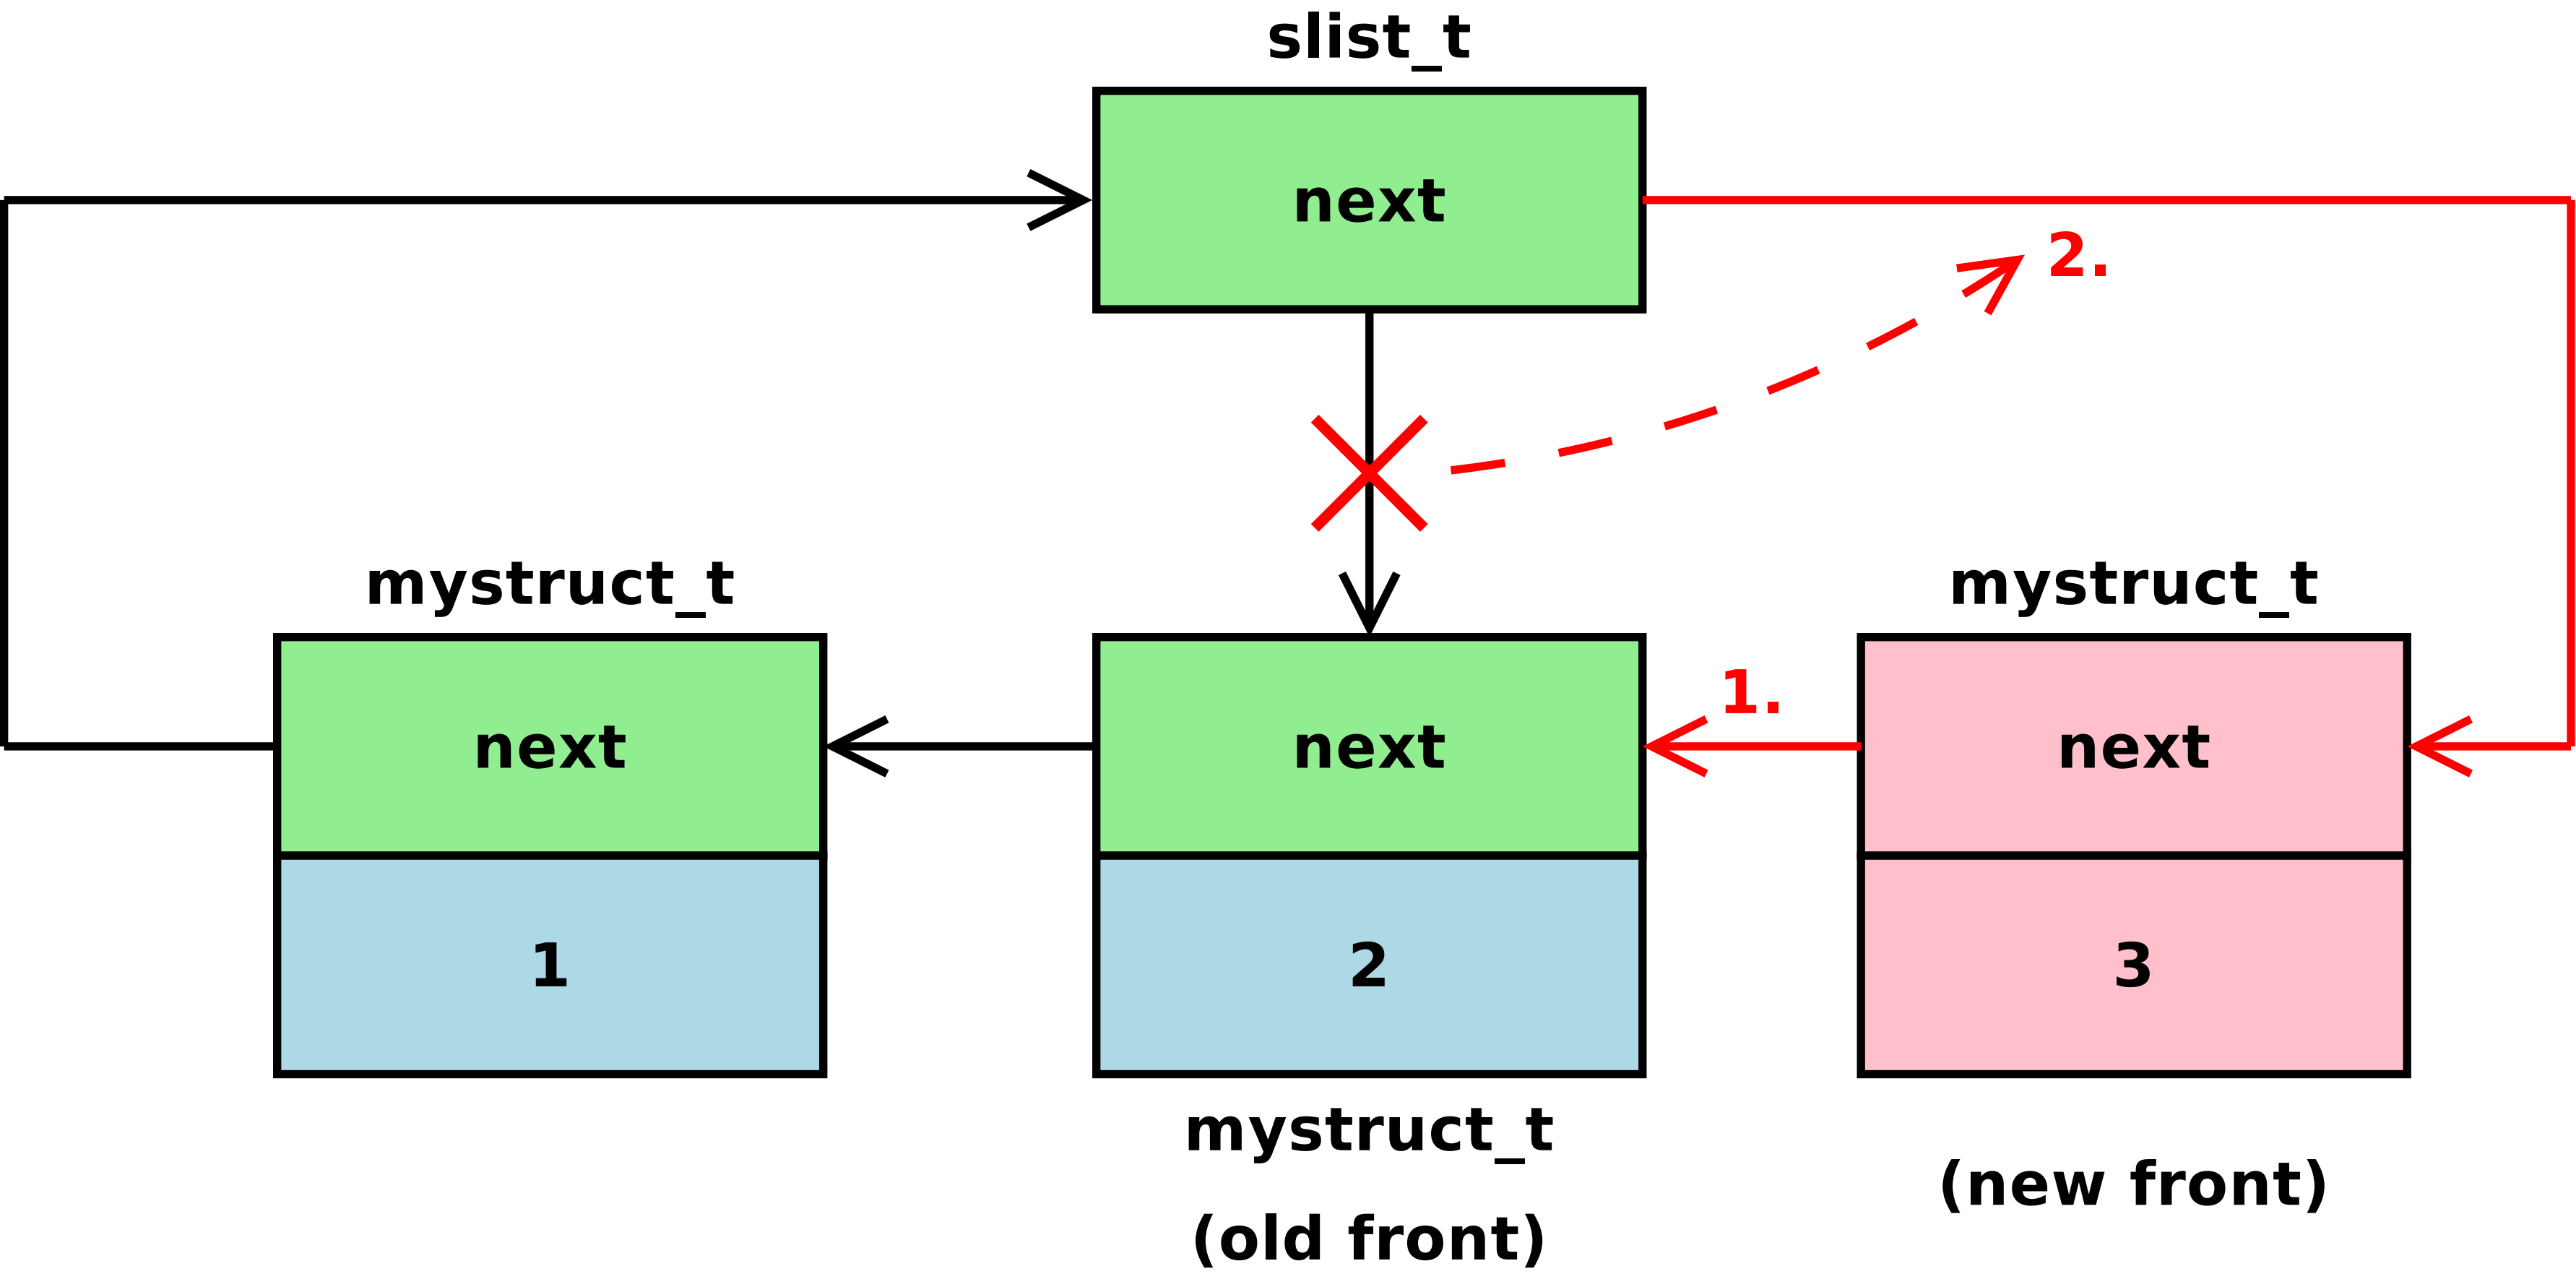 slist_t
next
2.
mystruct_t
mystruct_t
1.
next
next
next
1
2
3
mystruct_t
(new front)
(old front)